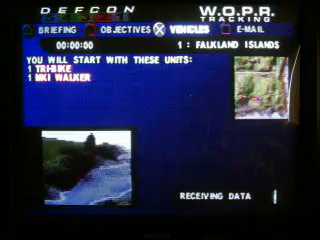 DEFCON W.O.P.R.
TRACKING
BRIEFING OBJECTIVES VEHICLES E-MAIL
00:00:00 1: FALKLAND ISLANDS
YOU WILL START WITH THESE UNITS:
1 TRI-BIKE
1 MK1 WALKER
RECEIVING DATA